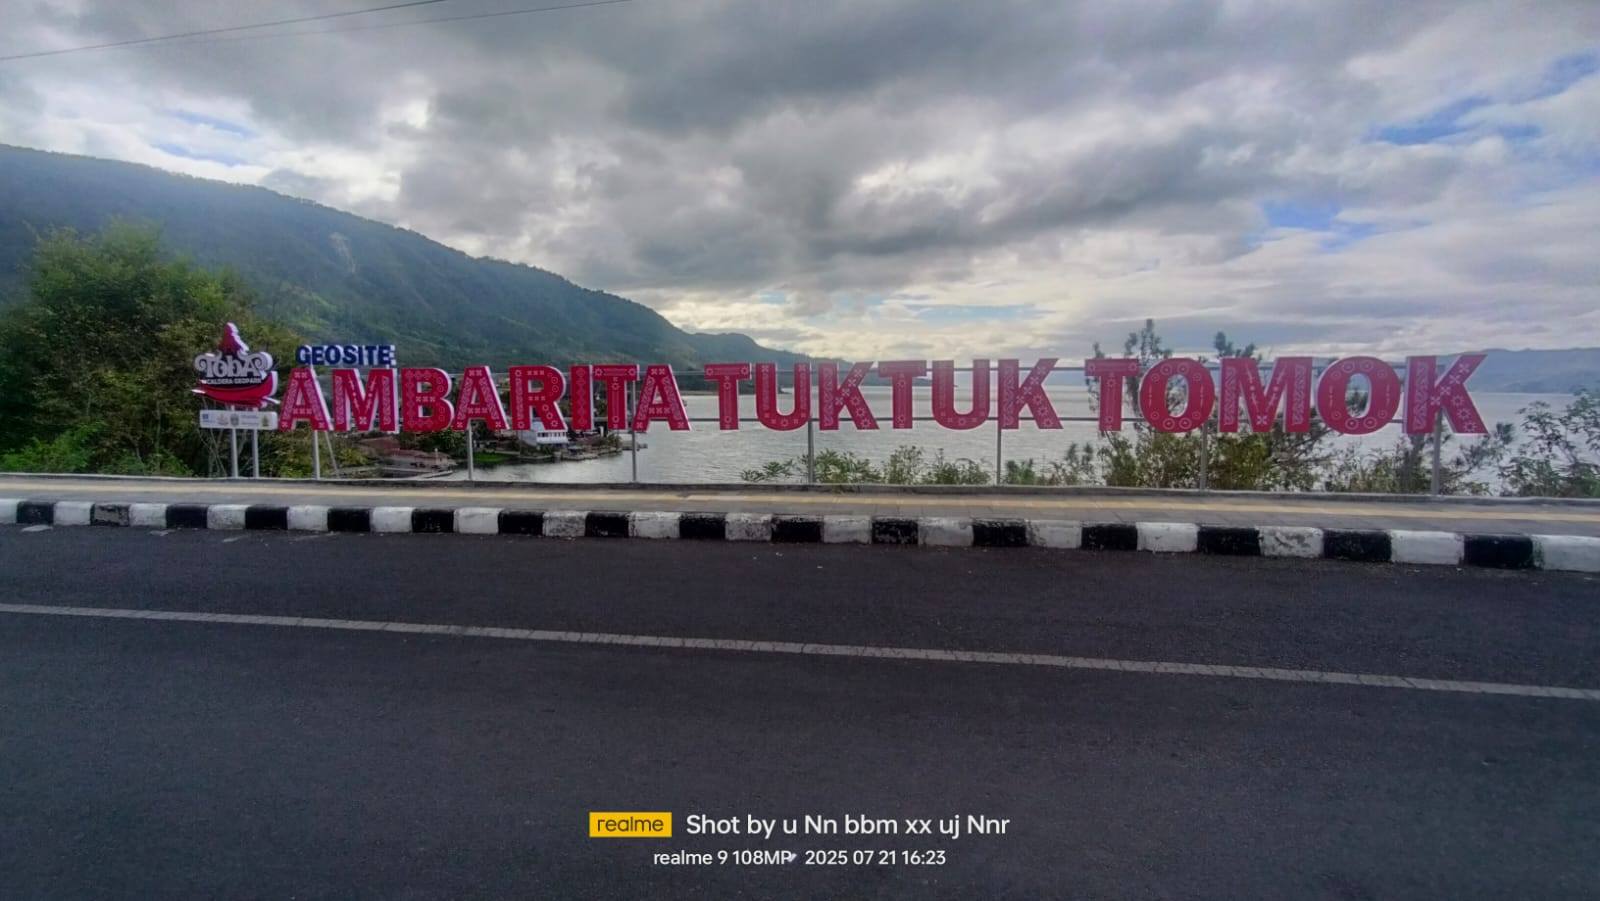 TOBA
CALDERA GEOPARK
GEOSITE
AMBARITA TUKTUK TOMOK
realme Shot by u Nn bbm xx uj Nnr
realme 9 108MP 2025 07 21 16:23